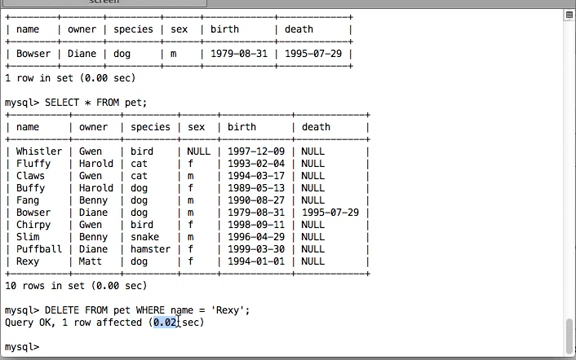 screen
+----------+-------+---------+------+------------+------------+
| name | owner | species | sex | birth | death |
+----------+-------+---------+------+------------+------------+
| Bowser | Diane | dog | m | 1979-08-31 | 1995-07-29 |
+----------+-------+---------+------+------------+------------+
1 row in set (0.00 sec)
mysql> SELECT * FROM pet;
+----------+--------+---------+------+------------+------------+
| name | owner | species | sex | birth | death |
+----------+--------+---------+------+------------+------------+
| Whistler | Gwen | bird | NULL | 1997-12-09 | NULL |
| Fluffy | Harold | cat | f | 1993-02-04 | NULL |
| Claws | Gwen | cat | m | 1994-03-17 | NULL |
| Buffy | Harold | dog | f | 1989-05-13 | NULL |
| Fang | Benny | dog | m | 1990-08-27 | NULL |
| Bowser | Diane | dog | m | 1979-08-31 | 1995-07-29 |
| Chirpy | Gwen | bird | f | 1998-09-11 | NULL |
| Slim | Benny | snake | m | 1996-04-29 | NULL |
| Puffball | Diane | hamster | f | 1999-03-30 | NULL |
| Rexy | Matt | dog | f | 1994-01-01 | NULL |
+----------+--------+---------+------+------------+------------+
10 rows in set (0.00 sec)
mysql> DELETE FROM pet WHERE name = 'Rexy';
Query OK, 1 row affected (0.02 sec)
mysql>